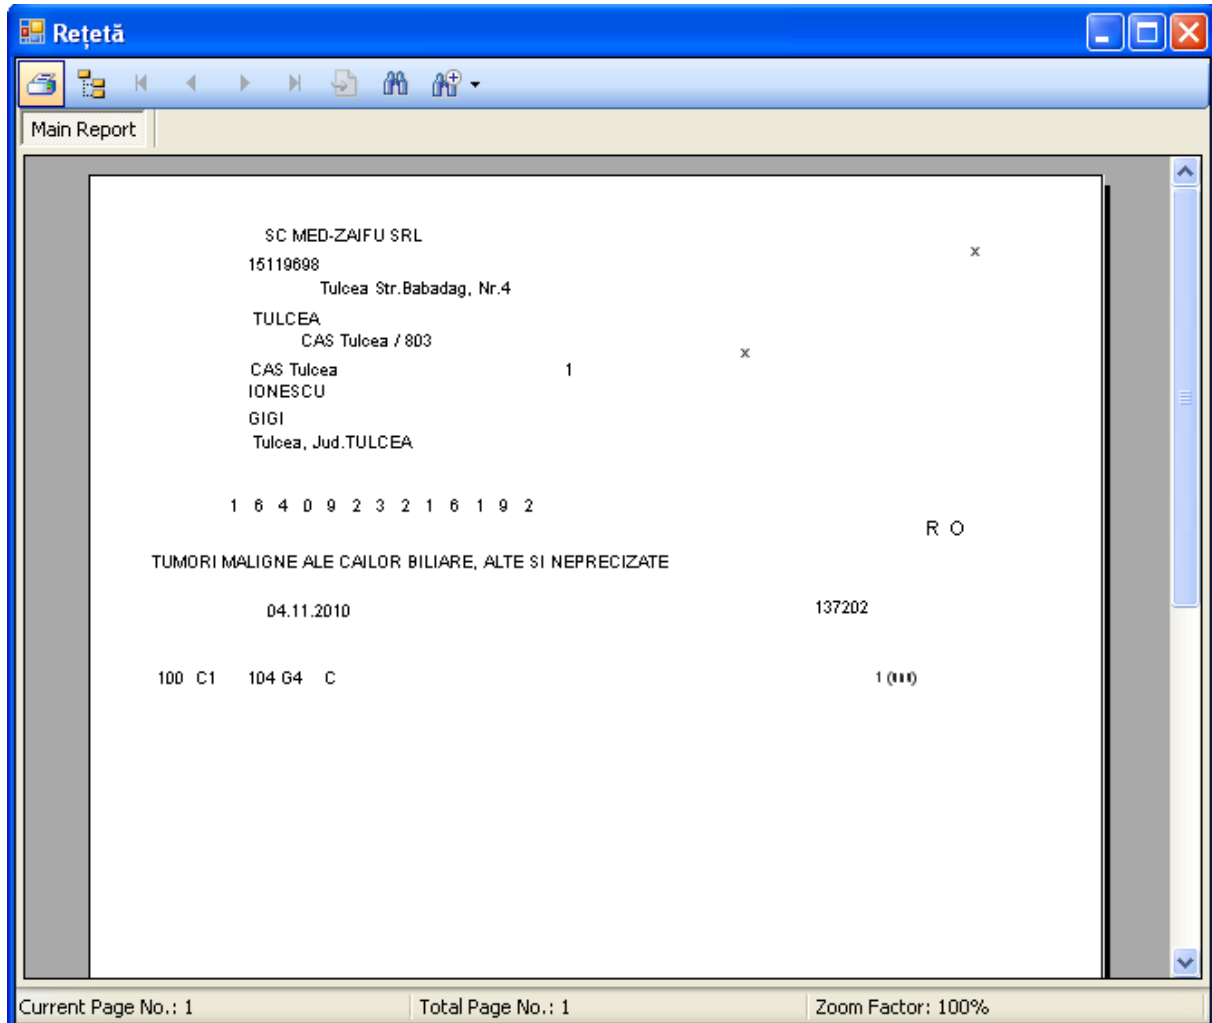 Rețetă
Main Report
SC MED-ZAIFU SRL
x
15119698
Tulcea Str.Babadag, Nr.4
TULCEA
CAS Tulcea / 803
x
CAS Tulcea 1
IONESCU
GIGI
Tulcea, Jud.TULCEA
1 6 4 0 9 2 3 2 1 6 1 9 2
R O
TUMORI MALIGNE ALE CAILOR BILIARE, ALTE SI NEPRECIZATE
04.11.2010 137202
100 C1 104 G4 C 1
Current Page No.: 1 Total Page No.: 1 Zoom Factor: 100%